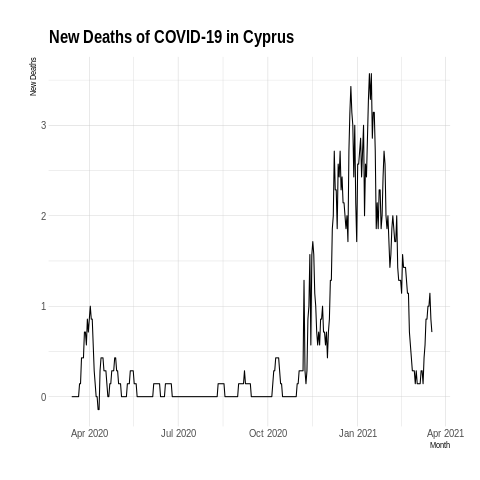 New Deaths of COVID-19 in Cyprus
New Deaths
3
2
1
0
Apr 2020
Jul 2020
Oct 2020
Jan 2021
Apr 2021
Month